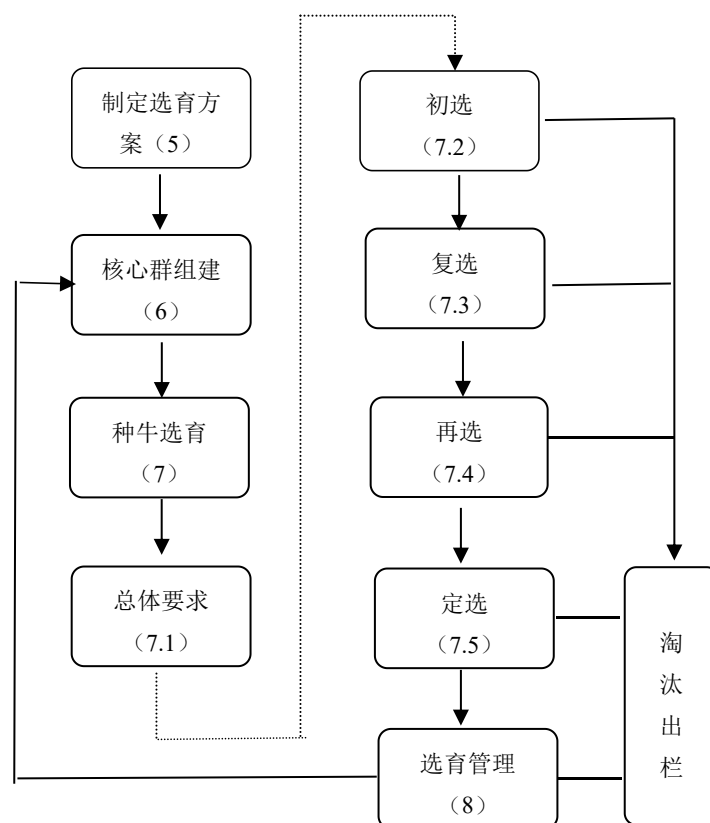 制定选育方
案（5）
核心群组建
（6）
种牛选育
（7）
总体要求
（7.1）
初选
（7.2）
复选
（7.3）
再选
（7.4）
定选
（7.5）
选育管理
（8）
淘
汰
出
栏